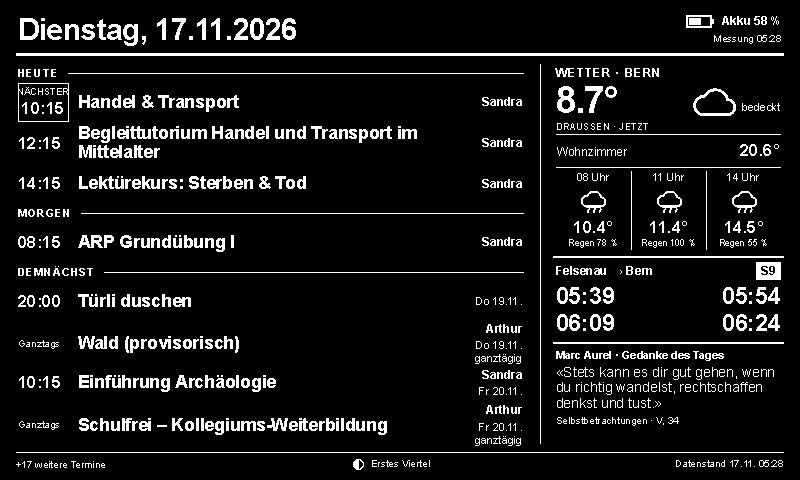 Dienstag, 17.11.2026
Akku 58 %
Messung 05:28
HEUTE
NÄCHSTER
10:15 Handel & Transport Sandra
12:15 Begleittutorium Handel und Transport im
Mittelalter Sandra
14:15 Lektürekurs: Sterben & Tod Sandra
MORGEN
08:15 ARP Grundübung I Sandra
DEMNÄCHST
20:00 Türli duschen Do 19.11.
Ganztags Wald (provisorisch) Arthur
Do 19.11.
ganztägig
10:15 Einführung Archäologie Sandra
Fr 20.11.
Ganztags Schulfrei – Kollegiums-Weiterbildung Arthur
Fr 20.11.
ganztägig
WETTER · BERN
8.7° bedeckt
DRAUSSEN · JETZT
Wohnzimmer 20.6°
08 Uhr 11 Uhr 14 Uhr
10.4° 11.4° 14.5°
Regen 78 % Regen 100 % Regen 55 %
Felsenau → Bern S9
05:39 05:54
06:09 06:24
Marc Aurel · Gedanke des Tages
«Stets kann es dir gut gehen, wenn
du richtig wandelst, rechtschaffen
denkst und tust.»
Selbstbetrachtungen · V, 34
+17 weitere Termine Erstes Viertel Datenstand 17.11. 05:28